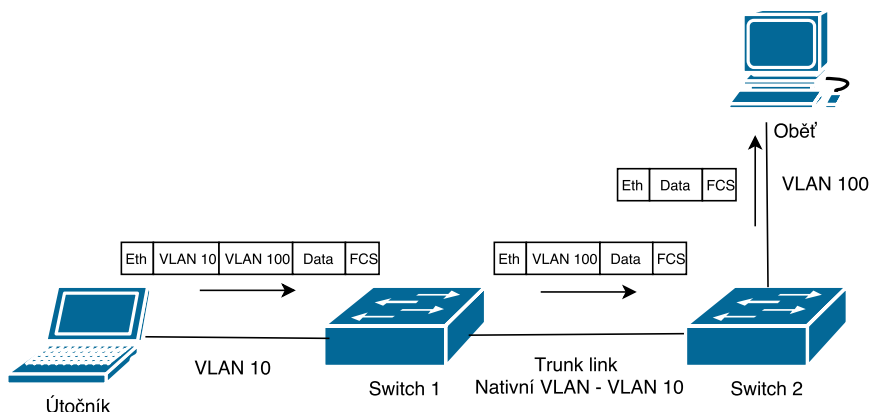 Oběť
Eth Data FCS
VLAN 100
Eth VLAN 10 VLAN 100 Data FCS
Eth VLAN 100 Data FCS
VLAN 10
Trunk link
Nativní VLAN - VLAN 10
Switch 1
Switch 2
Útočník